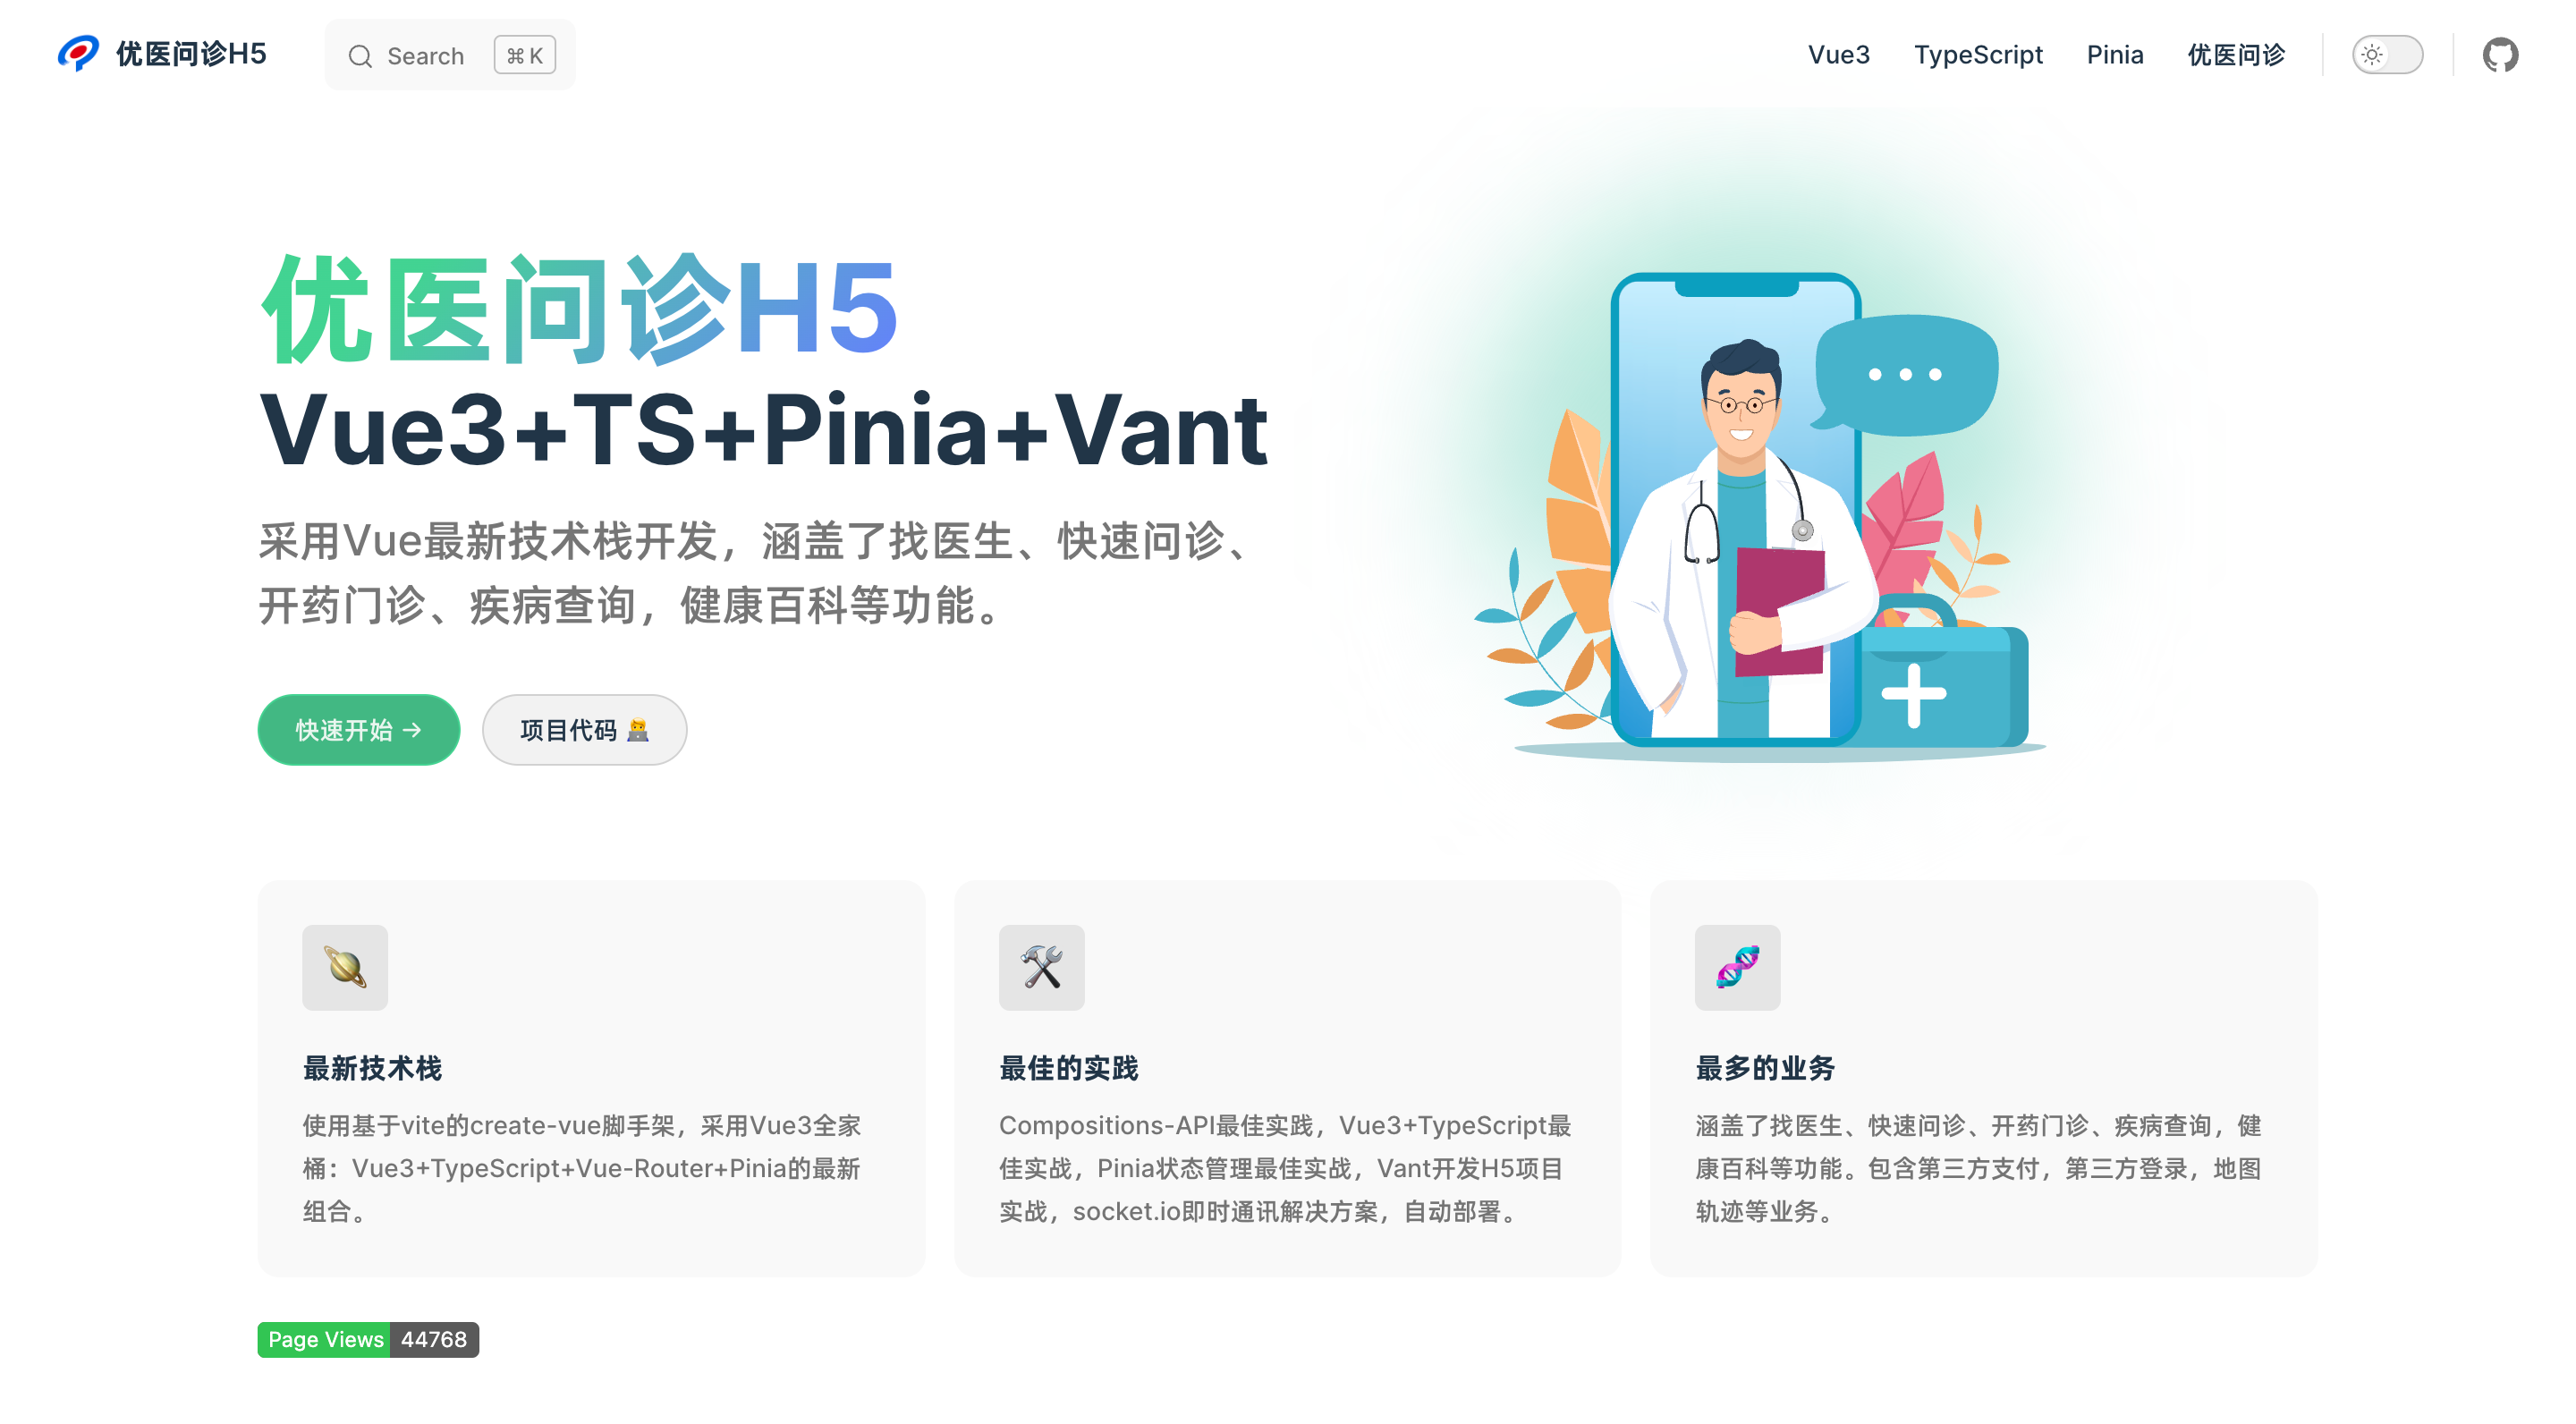 优医问诊H5
Search
⌘ K
Vue3
TypeScript
Pinia
优医问诊
优医问诊H5
Vue3+TS+Pinia+Vant
采用Vue最新技术栈开发，涵盖了找医生、快速问诊、
开药门诊、疾病查询，健康百科等功能。
快速开始 →
项目代码 👨‍💻
最新技术栈
使用基于vite的create-vue脚手架，采用Vue3全家
桶：Vue3+TypeScript+Vue-Router+Pinia的最新
组合。
最佳的实践
Compositions-API最佳实践，Vue3+TypeScript最
佳实战，Pinia状态管理最佳实战，Vant开发H5项目
实战，socket.io即时通讯解决方案，自动部署。
最多的业务
涵盖了找医生、快速问诊、开药门诊、疾病查询，健
康百科等功能。包含第三方支付，第三方登录，地图
轨迹等业务。
Page Views 44768